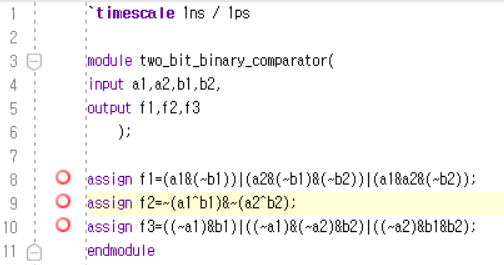 1 `timescale 1ns / 1ps
2
3 module two_bit_binary_comparator(
4 input a1,a2,b1,b2,
5 output f1,f2,f3
6 );
7
8 assign f1=(a1&(~b1))|(a2&(~b1)&(~b2))|(a1&a2&(~b2));
9 assign f2=~(a1^b1)&~(a2^b2);
10 assign f3=((~a1)&b1)|((~a1)&(~a2)&b2)|((~a2)&b1&b2);
11 endmodule